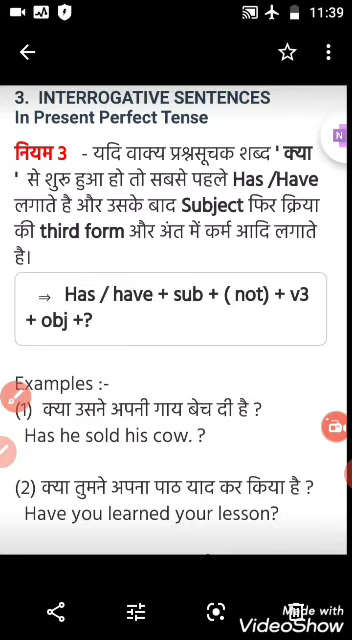 11:39
3. INTERROGATIVE SENTENCES
In Present Perfect Tense
नियम 3 - यदि वाक्य प्रश्नसूचक शब्द ' क्या
' से शुरू हुआ हो तो सबसे पहले Has /Have
लगाते है और उसके बाद Subject फिर क्रिया
की third form और अंत में कर्म आदि लगाते
है।
⇒ Has / have + sub + ( not) + v3
+ obj +?
Examples :-
(1) क्या उसने अपनी गाय बेच दी है ?
Has he sold his cow. ?
(2) क्या तुमने अपना पाठ याद कर किया है ?
Have you learned your lesson?
Made with
VideoShow
N